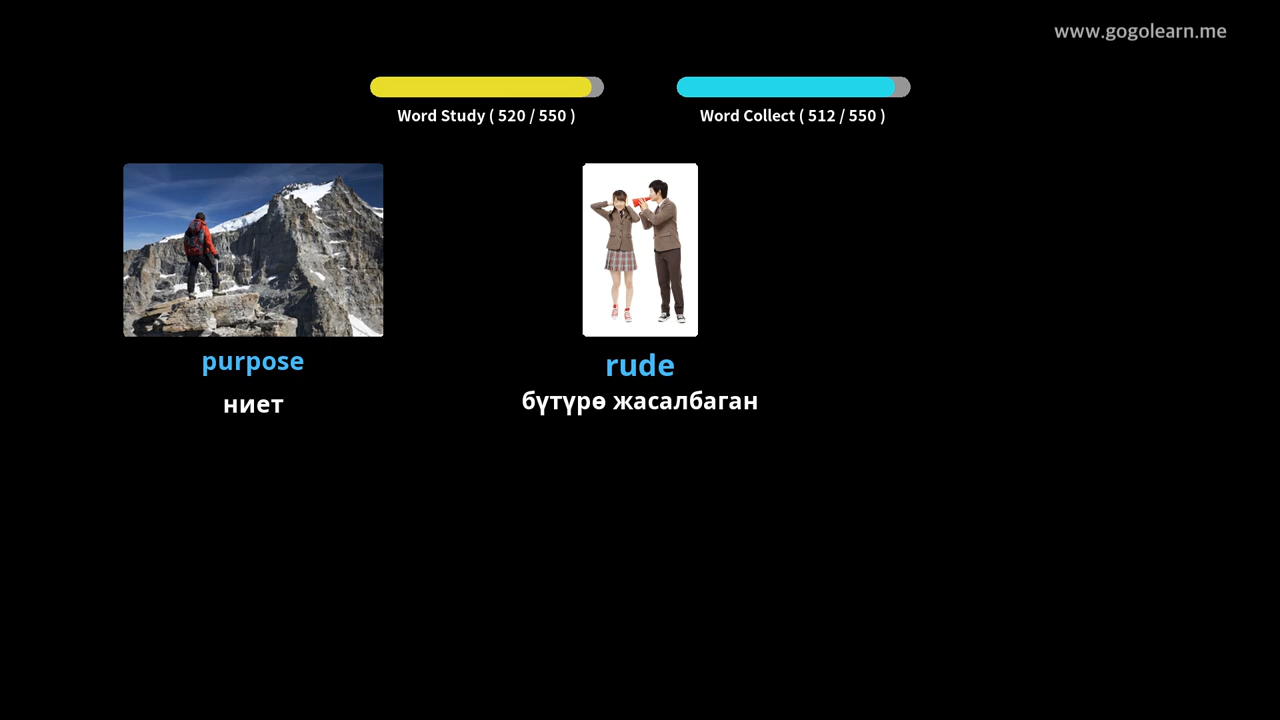 www.gogolearn.me
Word Study ( 520 / 550 )
Word Collect ( 512 / 550 )
purpose
ниет
rude
бүтүрө жасалбаган